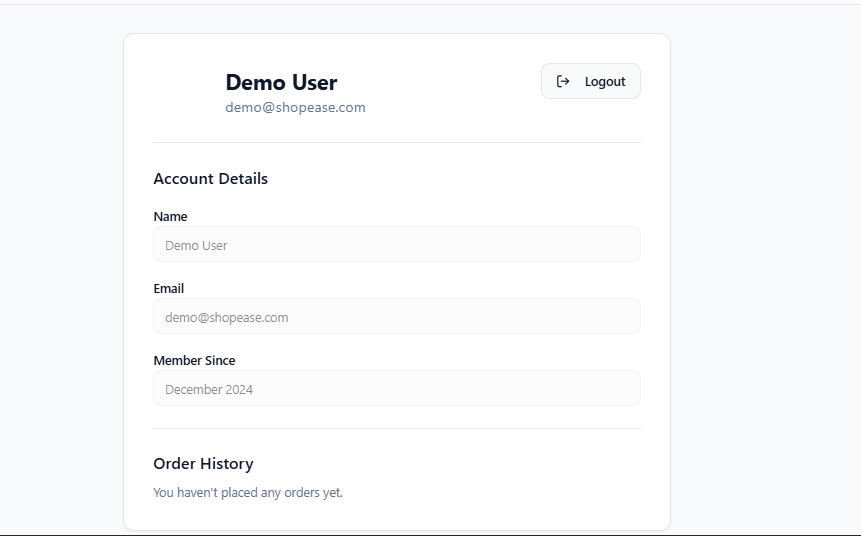 Demo User
Logout
demo@shopease.com
Account Details
Name
Demo User
Email
demo@shopease.com
Member Since
December 2024
Order History
You haven't placed any orders yet.